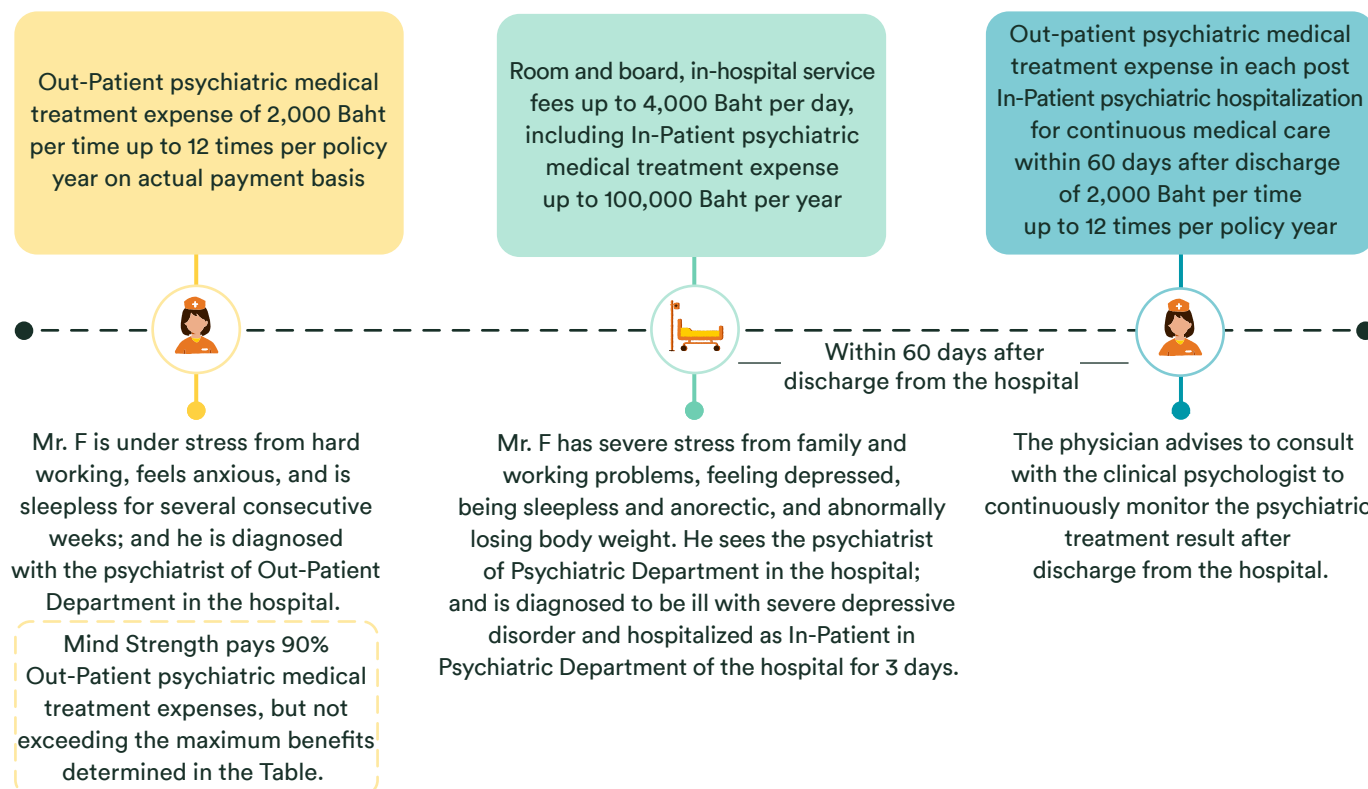 Out-Patient psychiatric medical
treatment expense of 2,000 Baht
per time up to 12 times per policy
year on actual payment basis
Room and board, in-hospital service
fees up to 4,000 Baht per day,
including In-Patient psychiatric
medical treatment expense
up to 100,000 Baht per year
Out-patient psychiatric medical
treatment expense in each post
In-Patient psychiatric hospitalization
for continuous medical care
within 60 days after discharge
of 2,000 Baht per time
up to 12 times per policy year
Within 60 days after
discharge from the hospital
Mr. F is under stress from hard
working, feels anxious, and is
sleepless for several consecutive
weeks; and he is diagnosed
with the psychiatrist of Out-Patient
Department in the hospital.
Mind Strength pays 90%
Out-Patient psychiatric medical
treatment expenses, but not
exceeding the maximum benefits
determined in the Table.
Mr. F has severe stress from family and
working problems, feeling depressed,
being sleepless and anorectic, and abnormally
losing body weight. He sees the psychiatrist
of Psychiatric Department in the hospital;
and is diagnosed to be ill with severe depressive
disorder and hospitalized as In-Patient in
Psychiatric Department of the hospital for 3 days.
The physician advises to consult
with the clinical psychologist to
continuously monitor the psychiatric
treatment result after
discharge from the hospital.